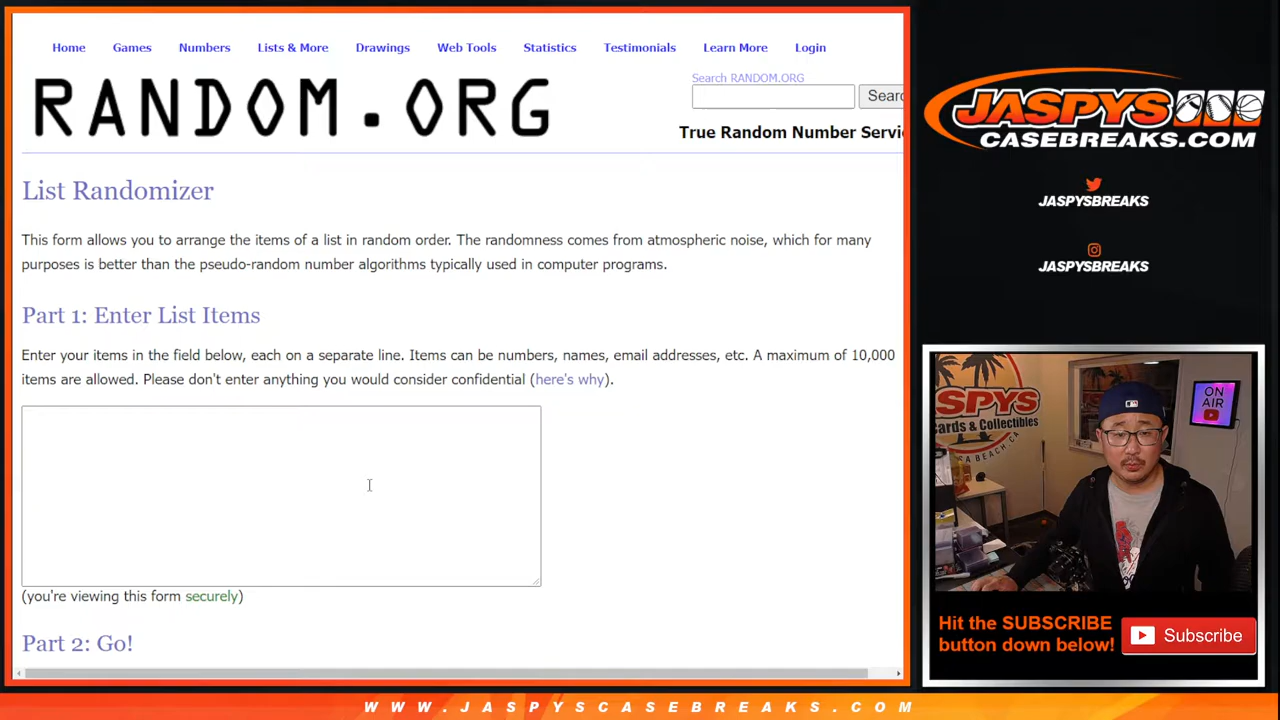 Home Games Numbers Lists & More Drawings Web Tools Statistics Testimonials Learn More Login
RANDOM.ORG
Search RANDOM.ORG
Searc
True Random Number Servi
List Randomizer
This form allows you to arrange the items of a list in random order. The randomness comes from atmospheric noise, which for many
purposes is better than the pseudo-random number algorithms typically used in computer programs.
Part 1: Enter List Items
Enter your items in the field below, each on a separate line. Items can be numbers, names, email addresses, etc. A maximum of 10,000
items are allowed. Please don't enter anything you would consider confidential (here's why).
(you're viewing this form securely)
Part 2: Go!
JASPYS
CASEBREAKS.COM
JASPYSBREAKS
JASPYSBREAKS
JASPYS
Cards & Collectibles
ON
AIR
Hit the SUBSCRIBE
button down below!
Subscribe
WWW.JASPYSCASEBREAKS.COM